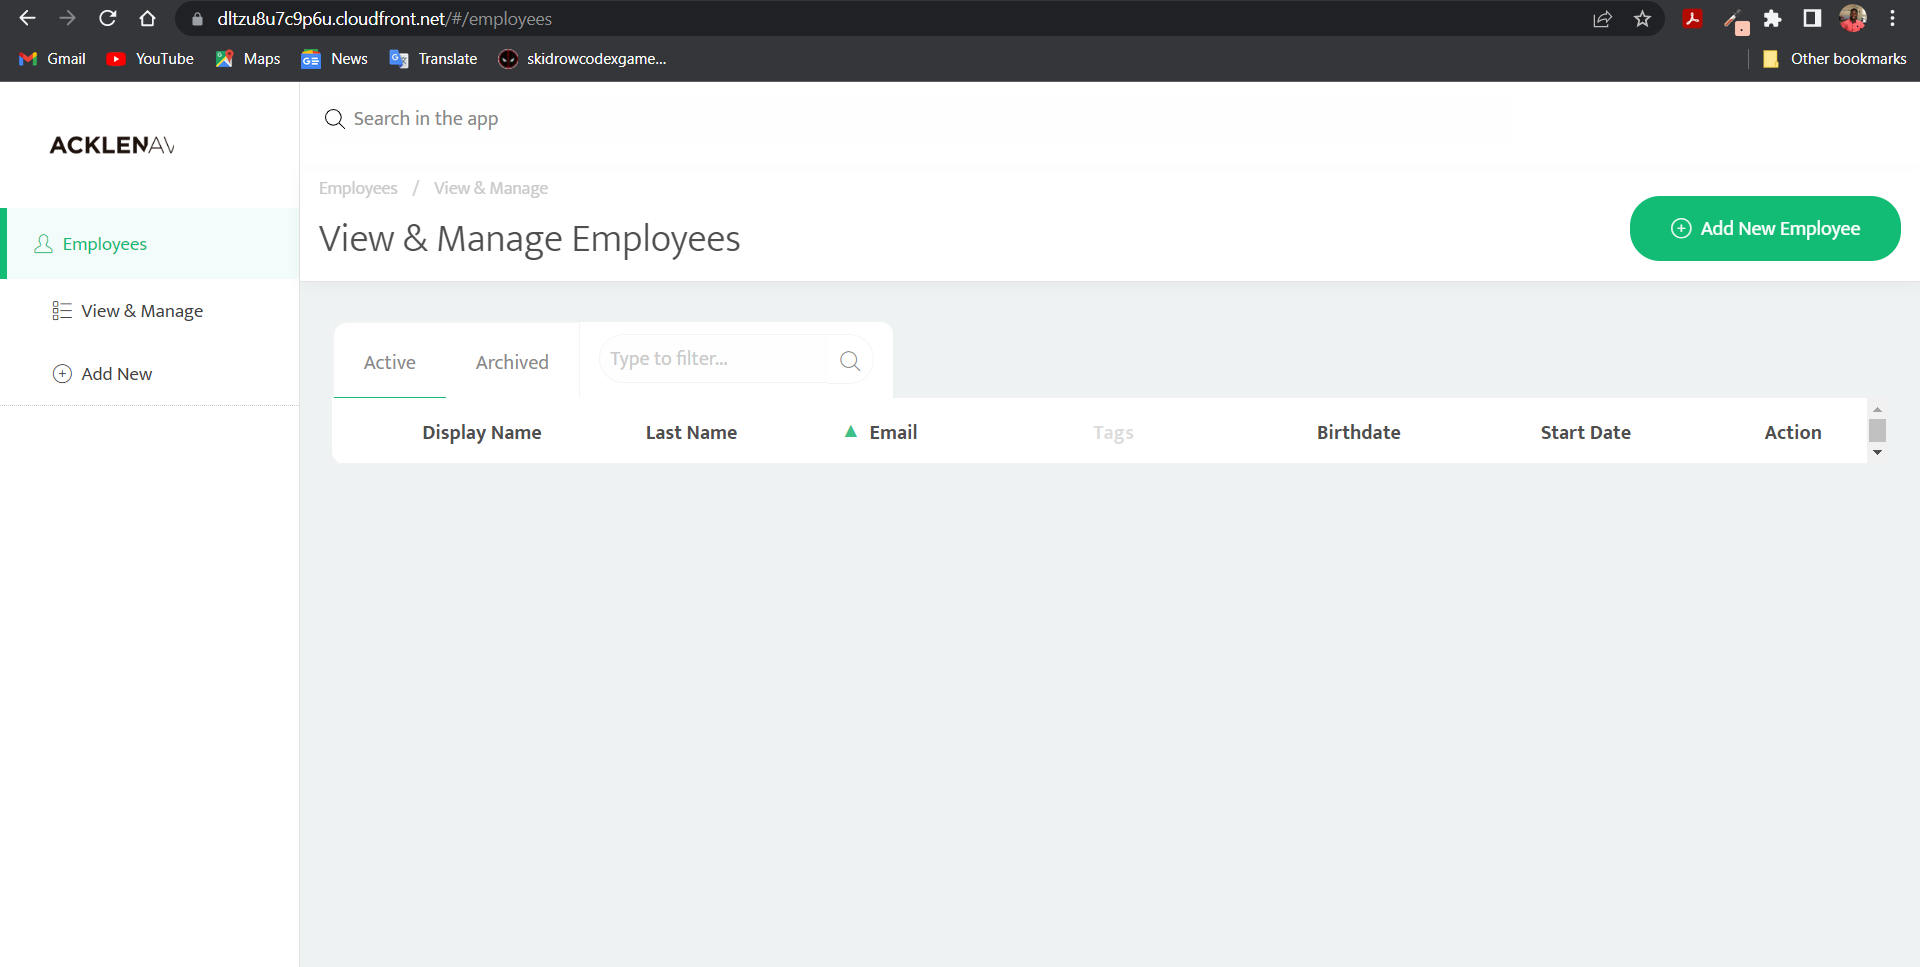 dltzu8u7c9p6u.cloudfront.net/#/employees
Gmail YouTube Maps News Translate skidrowcodexgame... Other bookmarks
Search in the app
ACKLENAV
Employees / View & Manage
View & Manage Employees
Add New Employee
Employees
View & Manage
Add New
Active Archived Type to filter...
Display Name Last Name Email Tags Birthdate Start Date Action